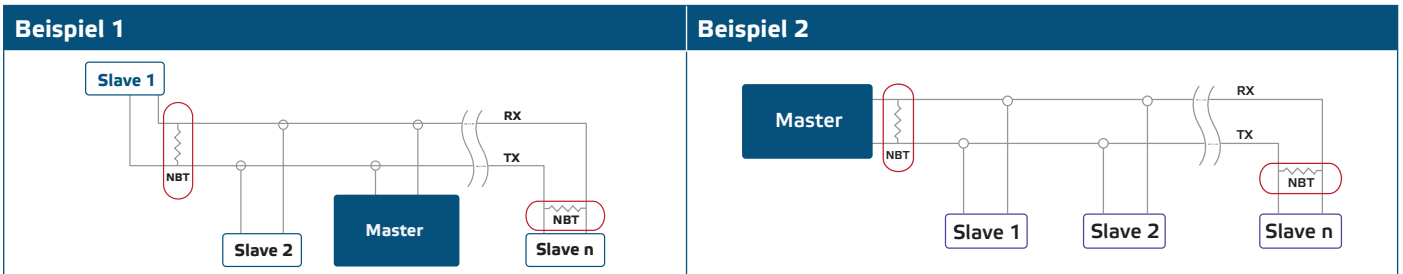 Beispiel 1
Slave 1
RX
TX
NBT
NBT
Master
Slave 2
Slave n
Beispiel 2
Master
RX
TX
NBT
NBT
Slave 1
Slave 2
Slave n